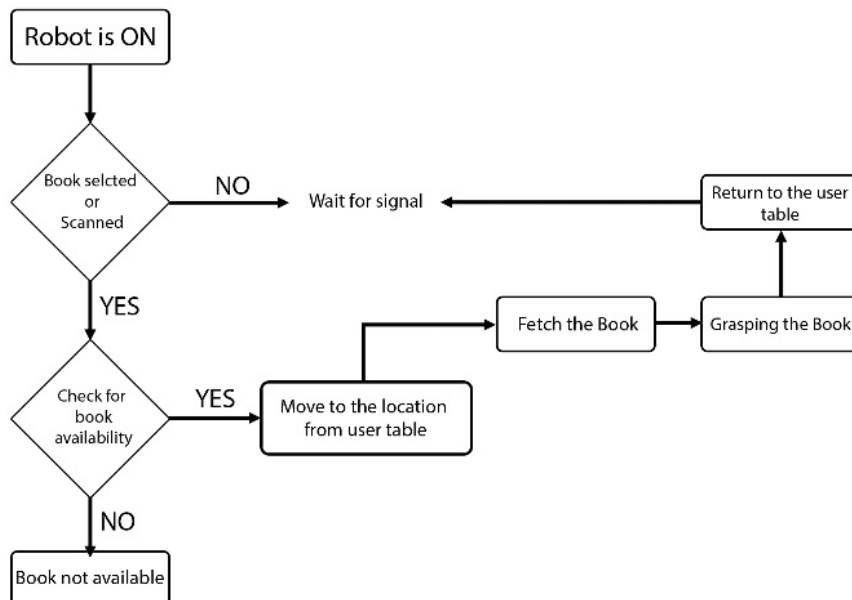 Robot is ON
Book selcted
or
Scanned
NO
Wait for signal
Return to the user
table
YES
Fetch the Book
Grasping the Book
Check for
book
availability
YES
Move to the location
from user table
NO
Book not available